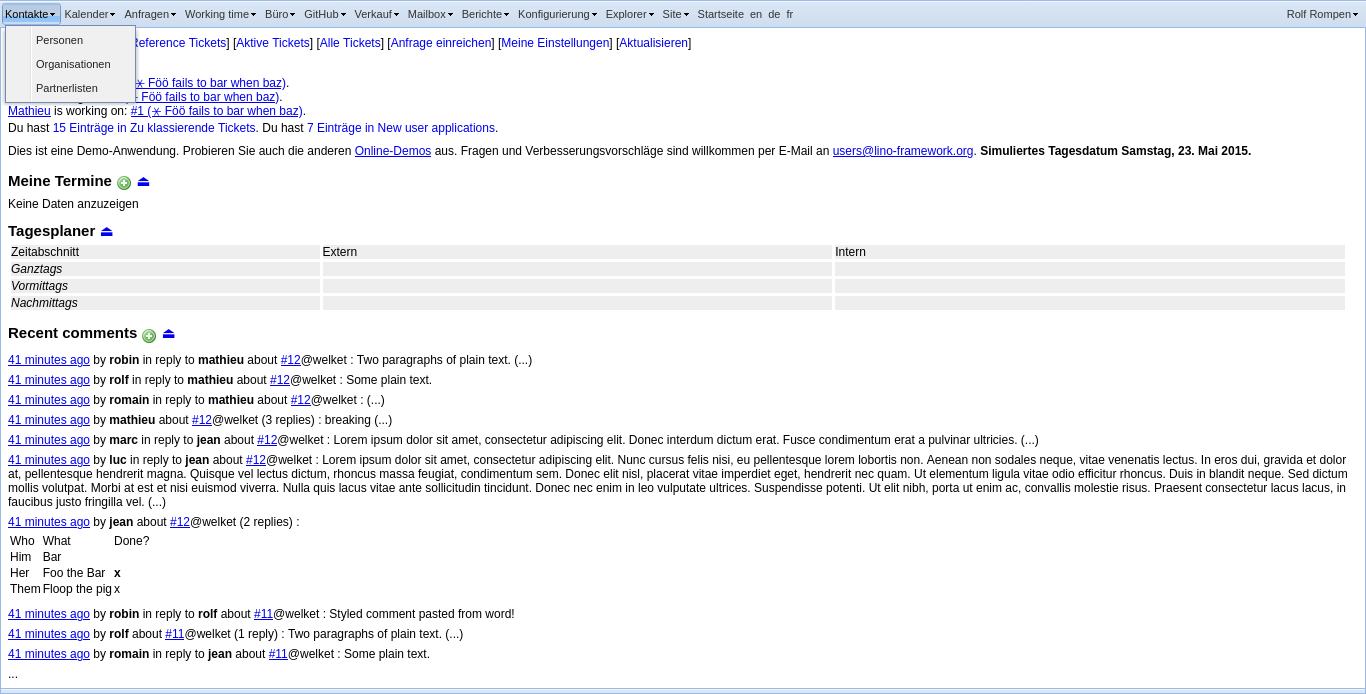 Kontakte Kalender Anfragen Working time Büro GitHub Verkauf Mailbox Berichte Konfigurierung Explorer Site Startseite en de fr Rolf Rompen
Personen
Organisationen
Partnerlisten
Reference Tickets] [Aktive Tickets] [Alle Tickets] [Anfrage einreichen] [Meine Einstellungen] [Aktualisieren]
⚹ Föö fails to bar when baz).
Föö fails to bar when baz).
Mathieu is working on: #1 (⚹ Föö fails to bar when baz).
Du hast 15 Einträge in Zu klassierende Tickets. Du hast 7 Einträge in New user applications.
Dies ist eine Demo-Anwendung. Probieren Sie auch die anderen Online-Demos aus. Fragen und Verbesserungsvorschläge sind willkommen per E-Mail an users@lino-framework.org. Simuliertes Tagesdatum Samstag, 23. Mai 2015.
Meine Termine ⏏
Keine Daten anzuzeigen
Tagesplaner ⏏
Zeitabschnitt Extern Intern
Ganztags
Vormittags
Nachmittags
Recent comments ⏏
41 minutes ago by robin in reply to mathieu about #12@welket : Two paragraphs of plain text. (...)
41 minutes ago by rolf in reply to mathieu about #12@welket : Some plain text.
41 minutes ago by romain in reply to mathieu about #12@welket : (...)
41 minutes ago by mathieu about #12@welket (3 replies) : breaking (...)
41 minutes ago by marc in reply to jean about #12@welket : Lorem ipsum dolor sit amet, consectetur adipiscing elit. Donec interdum dictum erat. Fusce condimentum erat a pulvinar ultricies. (...)
41 minutes ago by luc in reply to jean about #12@welket : Lorem ipsum dolor sit amet, consectetur adipiscing elit. Nunc cursus felis nisi, eu pellentesque lorem lobortis non. Aenean non sodales neque, vitae venenatis lectus. In eros dui, gravida et dolor
at, pellentesque hendrerit magna. Quisque vel lectus dictum, rhoncus massa feugiat, condimentum sem. Donec elit nisl, placerat vitae imperdiet eget, hendrerit nec quam. Ut elementum ligula vitae odio efficitur rhoncus. Duis in blandit neque. Sed dictum
mollis volutpat. Morbi at est et nisi euismod viverra. Nulla quis lacus vitae ante sollicitudin tincidunt. Donec nec enim in leo vulputate ultrices. Suspendisse potenti. Ut elit nibh, porta ut enim ac, convallis molestie risus. Praesent consectetur lacus lacus, in
faucibus justo fringilla vel. (...)
41 minutes ago by jean about #12@welket (2 replies) :
Who What Done?
Him Bar
Her Foo the Bar x
Them Floop the pig x
41 minutes ago by robin in reply to rolf about #11@welket : Styled comment pasted from word!
41 minutes ago by rolf about #11@welket (1 reply) : Two paragraphs of plain text. (...)
41 minutes ago by romain in reply to jean about #11@welket : Some plain text.
...